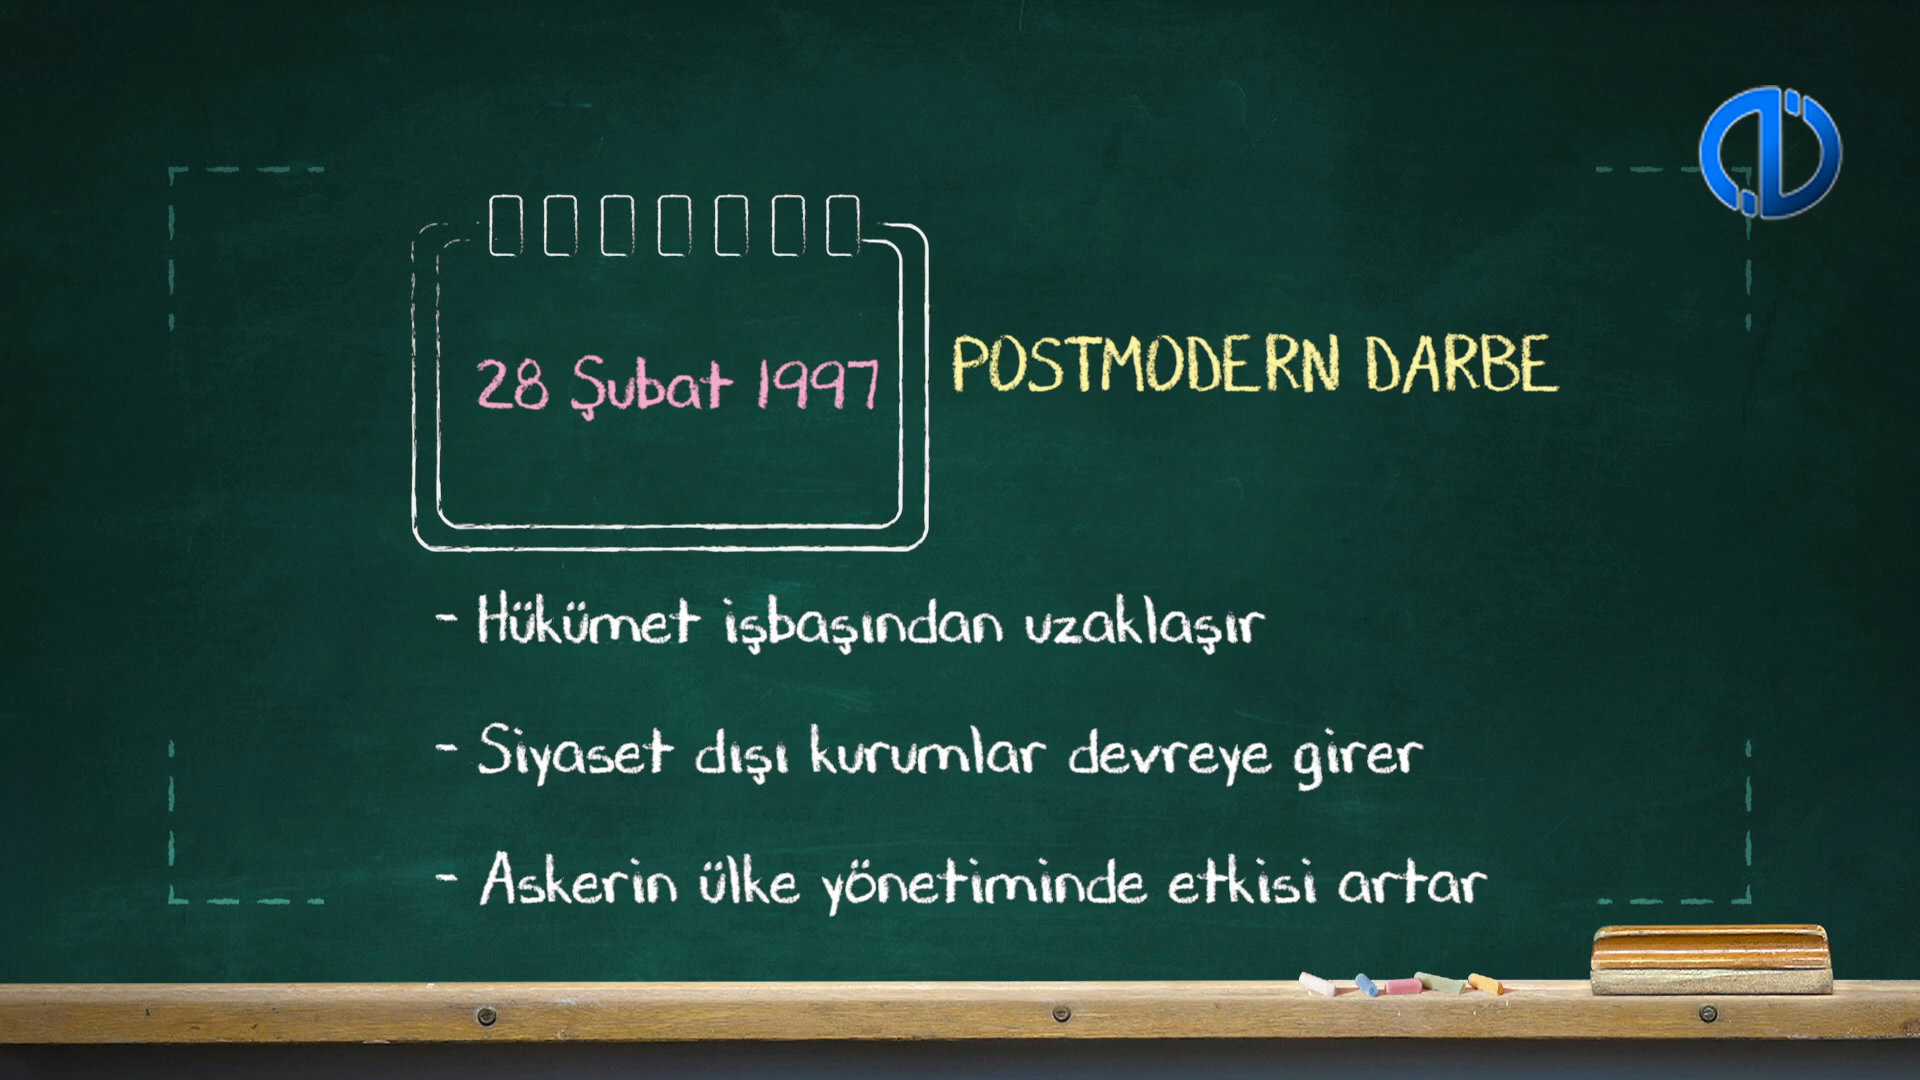 28 Şubat 1997
POSTMODERN DARBE
- Hükümet işbaşından uzaklaşır
- Siyaset dışı kurumlar devreye girer
- Askerin ülke yönetiminde etkisi artar